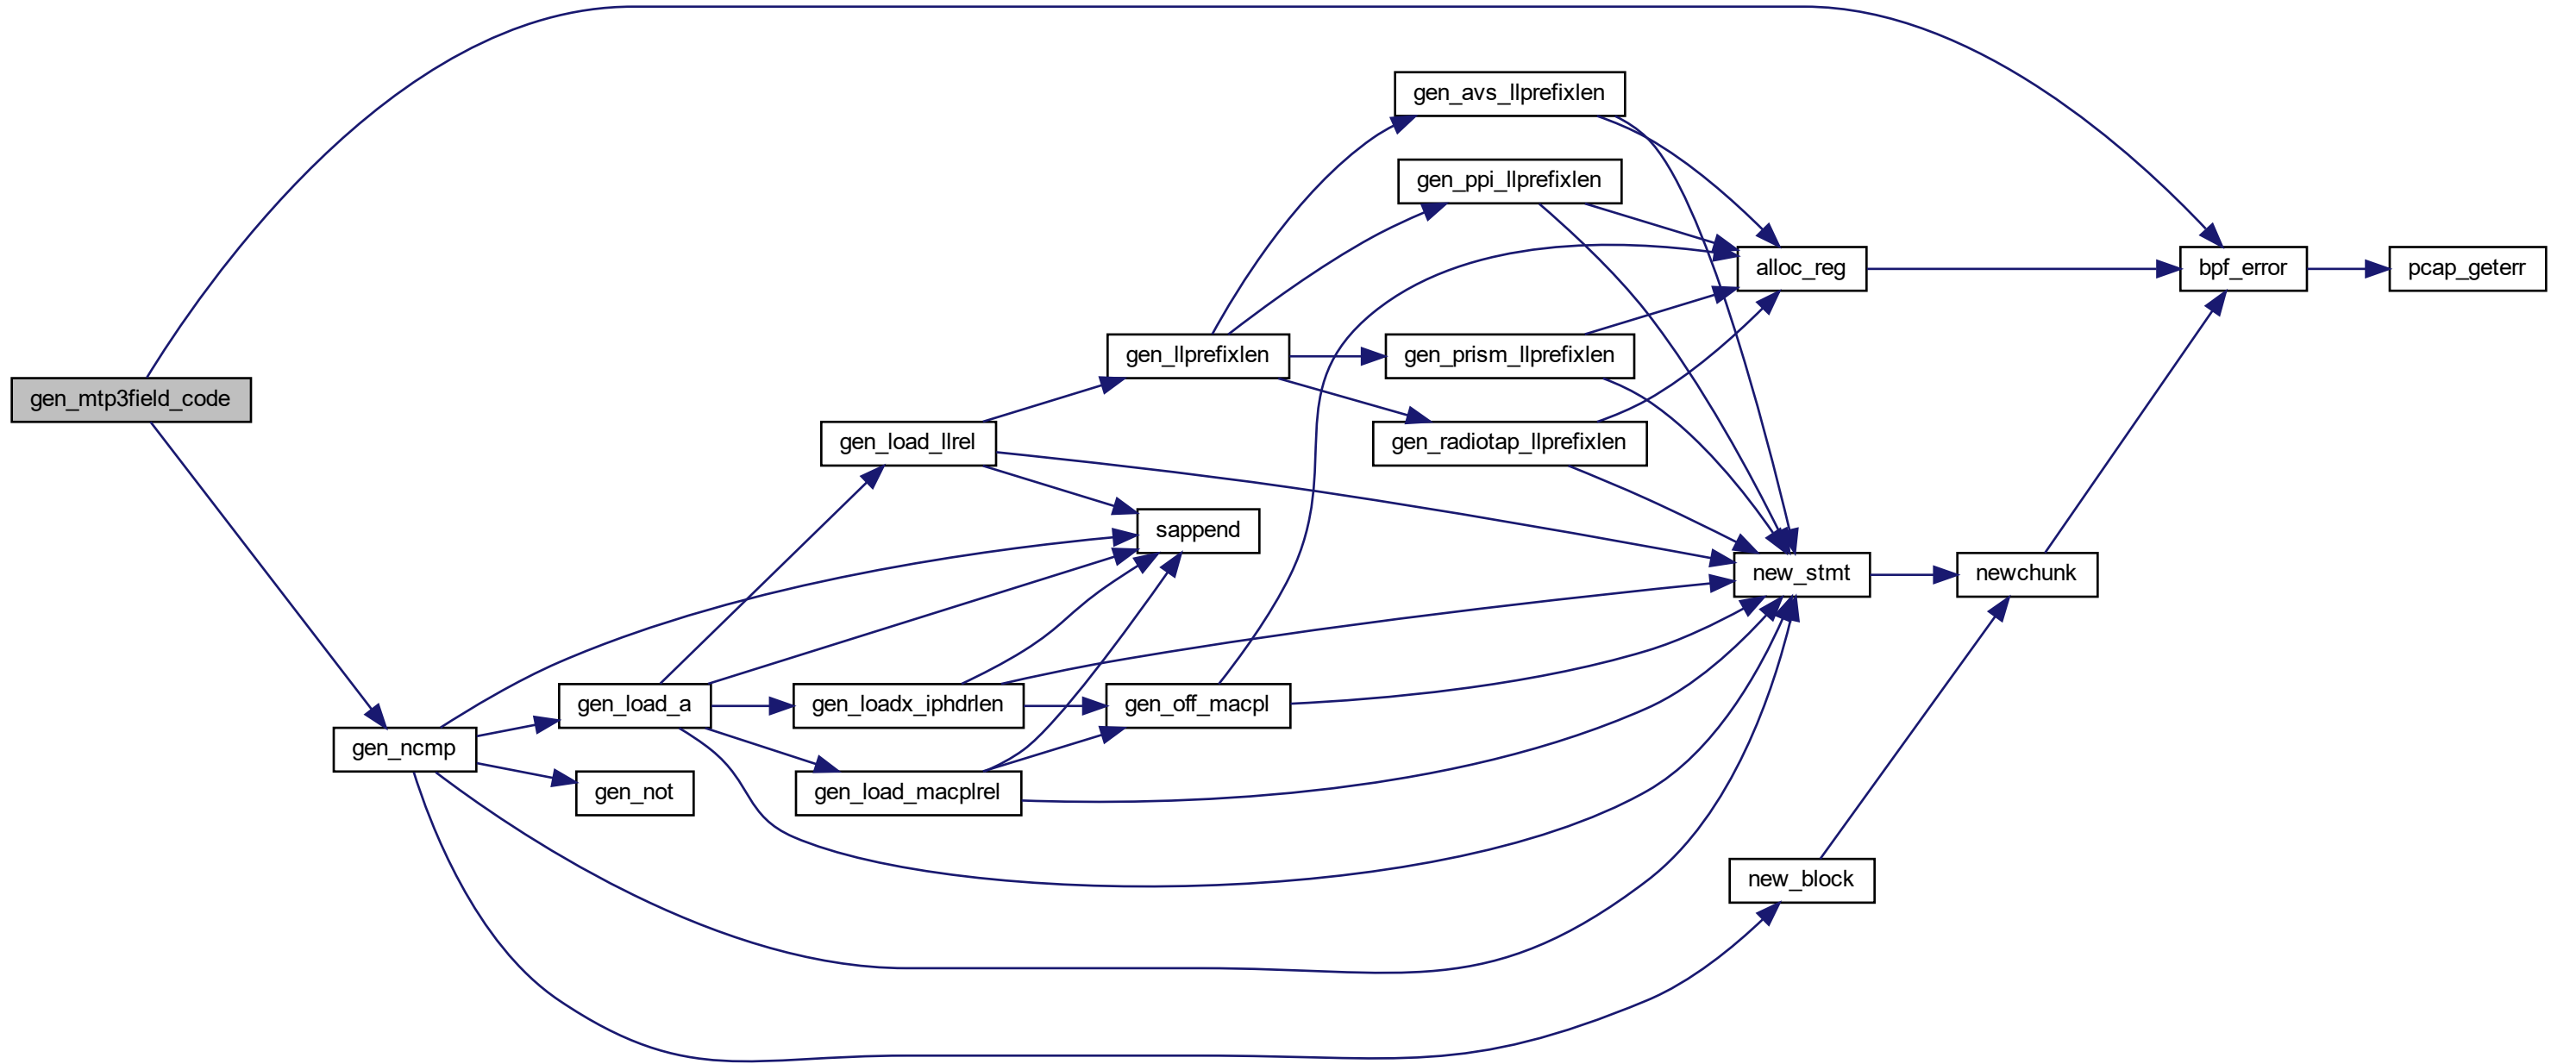 gen_avs_llprefixlen
gen_ppi_llprefixlen
alloc_reg
bpf_error
pcap_geterr
gen_llprefixlen
gen_prism_llprefixlen
gen_mtp3field_code
gen_load_llrel
gen_radiotap_llprefixlen
sappend
new_stmt
newchunk
gen_load_a
gen_loadx_iphdrlen
gen_off_macpl
gen_ncmp
gen_not
gen_load_macplrel
new_block